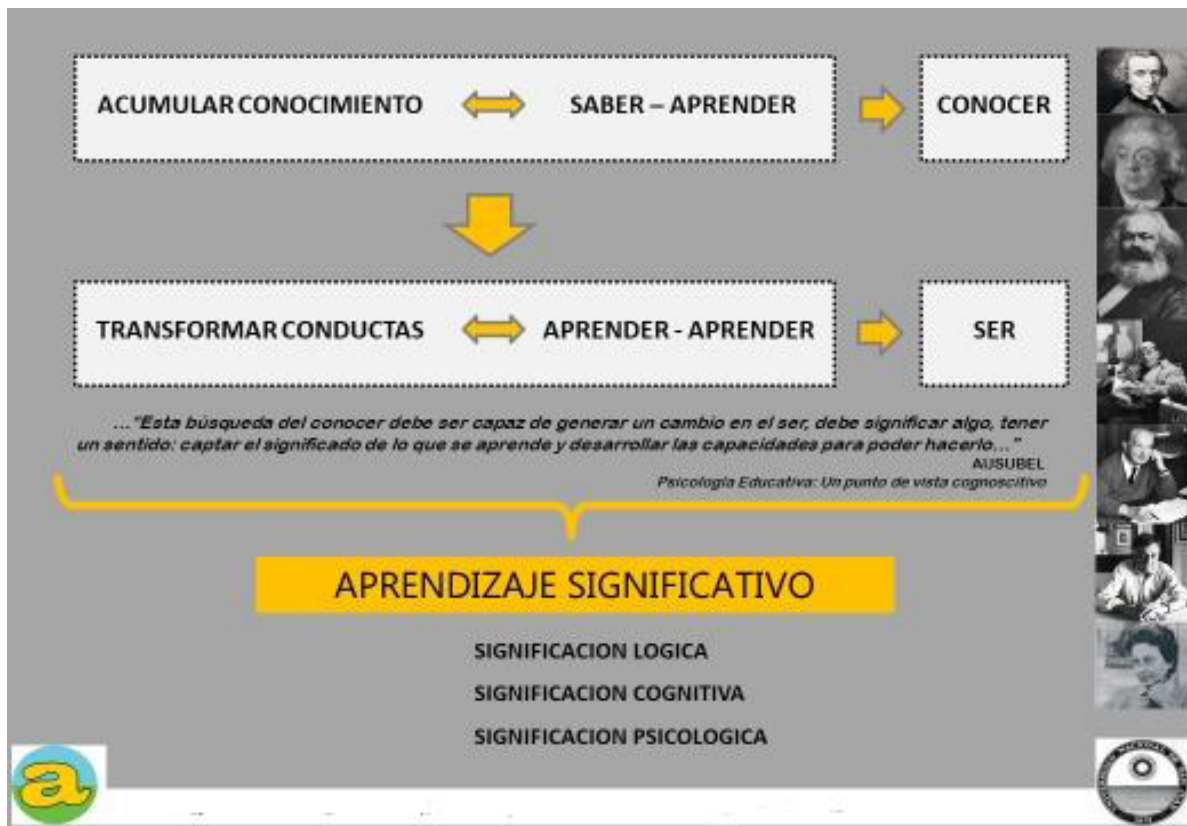 ACUMULAR CONOCIMIENTO SABER – APRENDER CONOCER
TRANSFORMAR CONDUCTAS APRENDER - APRENDER SER
..."Esta búsqueda del conocer debe ser capaz de generar un cambio en el ser, debe significar algo, tener
un sentido: captar el significado de lo que se aprende y desarrollar las capacidades para poder hacerlo..."
AUSUBEL
Psicología Educativa: Un punto de vista cognoscitivo
APRENDIZAJE SIGNIFICATIVO
SIGNIFICACION LOGICA
SIGNIFICACION COGNITIVA
SIGNIFICACION PSICOLOGICA
a